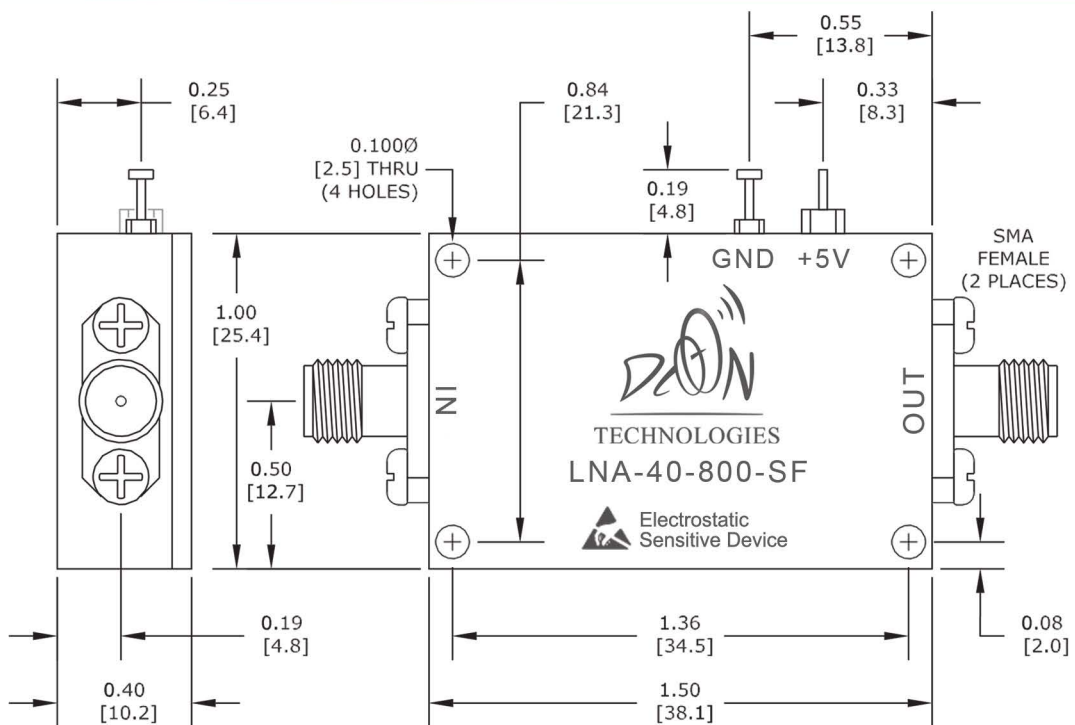 0.55
[13.8]
0.25
[6.4]
0.84
[21.3]
0.33
[8.3]
0.100Ø
[2.5] THRU
(4 HOLES)
0.19
[4.8]
SMA
FEMALE
(2 PLACES)
GND +5V
1.00
[25.4]
IN
OUT
TECHNOLOGIES
LNA-40-800-SF
0.50
[12.7]
Electrostatic
Sensitive Device
0.19
[4.8]
1.36
[34.5]
0.08
[2.0]
0.40
[10.2]
1.50
[38.1]